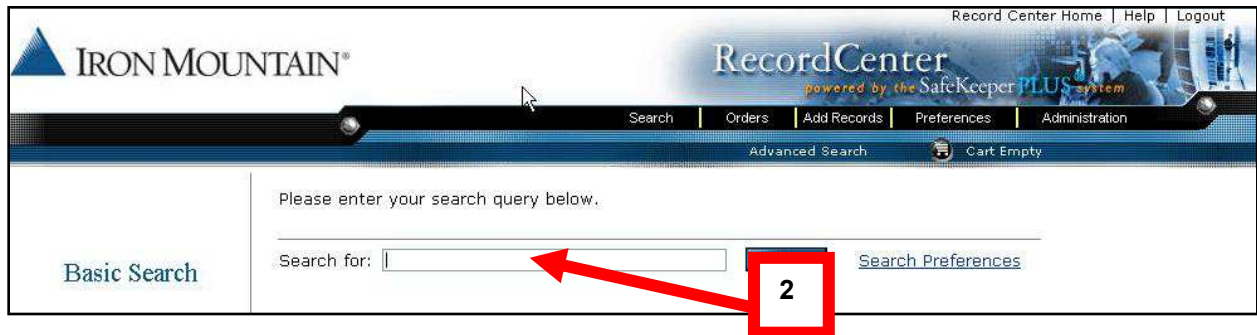 Record Center Home | Help | Logout
IRON MOUNTAIN®
RecordCenter
powered by the SafeKeeper PLUS® system
Search Orders Add Records Preferences Administration
Advanced Search Cart Empty
Please enter your search query below.
Basic Search
Search for: Search Preferences
2